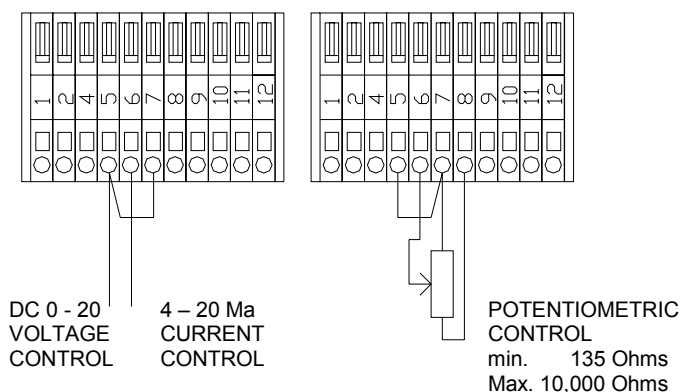 1 2 4 5 6 7 8 9 10 11 12
1 2 4 5 6 7 8 9 10 11 12
DC 0 - 20
VOLTAGE
CONTROL
4 – 20 Ma
CURRENT
CONTROL
POTENTIOMETRIC
CONTROL
min. 135 Ohms
Max. 10,000 Ohms